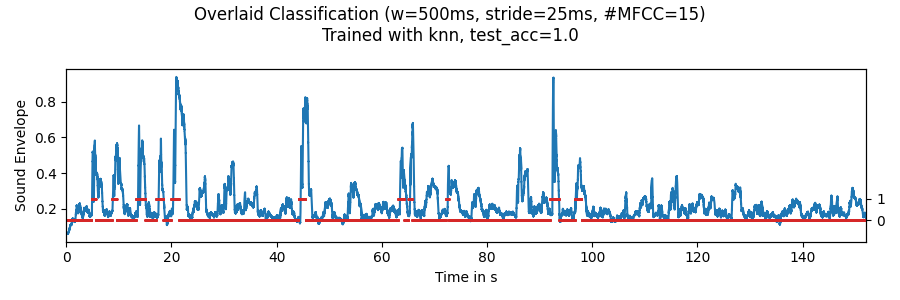 Overlaid Classification (w=500ms, stride=25ms, #MFCC=15)
Trained with knn, test_acc=1.0
Sound Envelope
0.8
0.6
0.4
0.2
1
0
0 20 40 60 80 100 120 140
Time in s